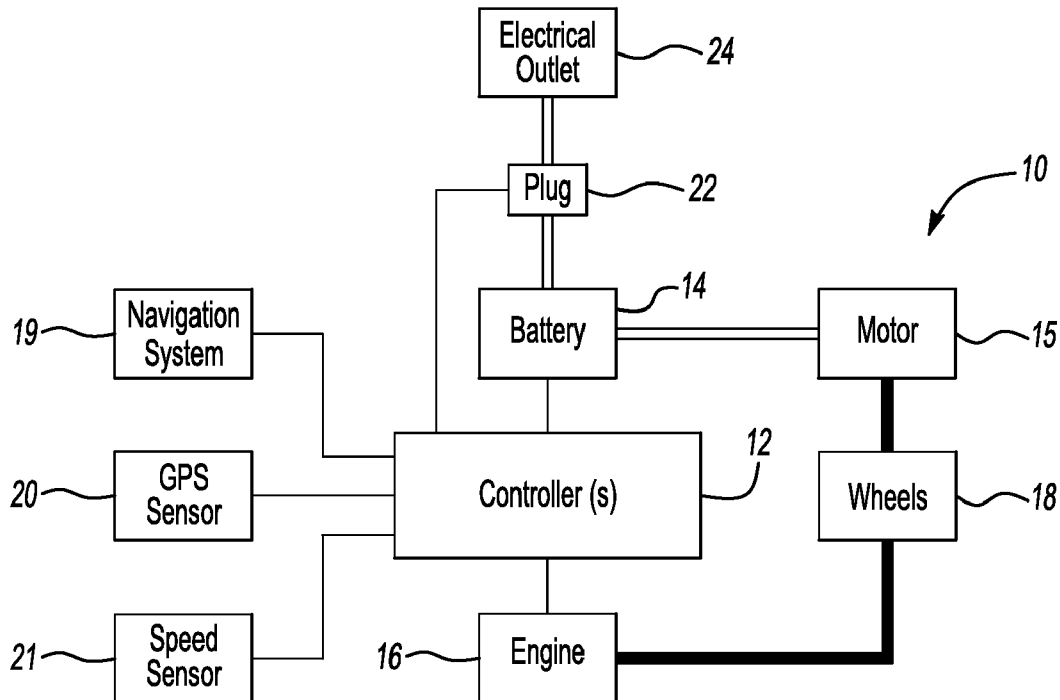 Electrical
Outlet
24
Plug
22
10
Navigation
System
19
Battery
14
Motor
15
GPS
Sensor
20
Controller (s)
12
Wheels
18
Speed
Sensor
21
16
Engine